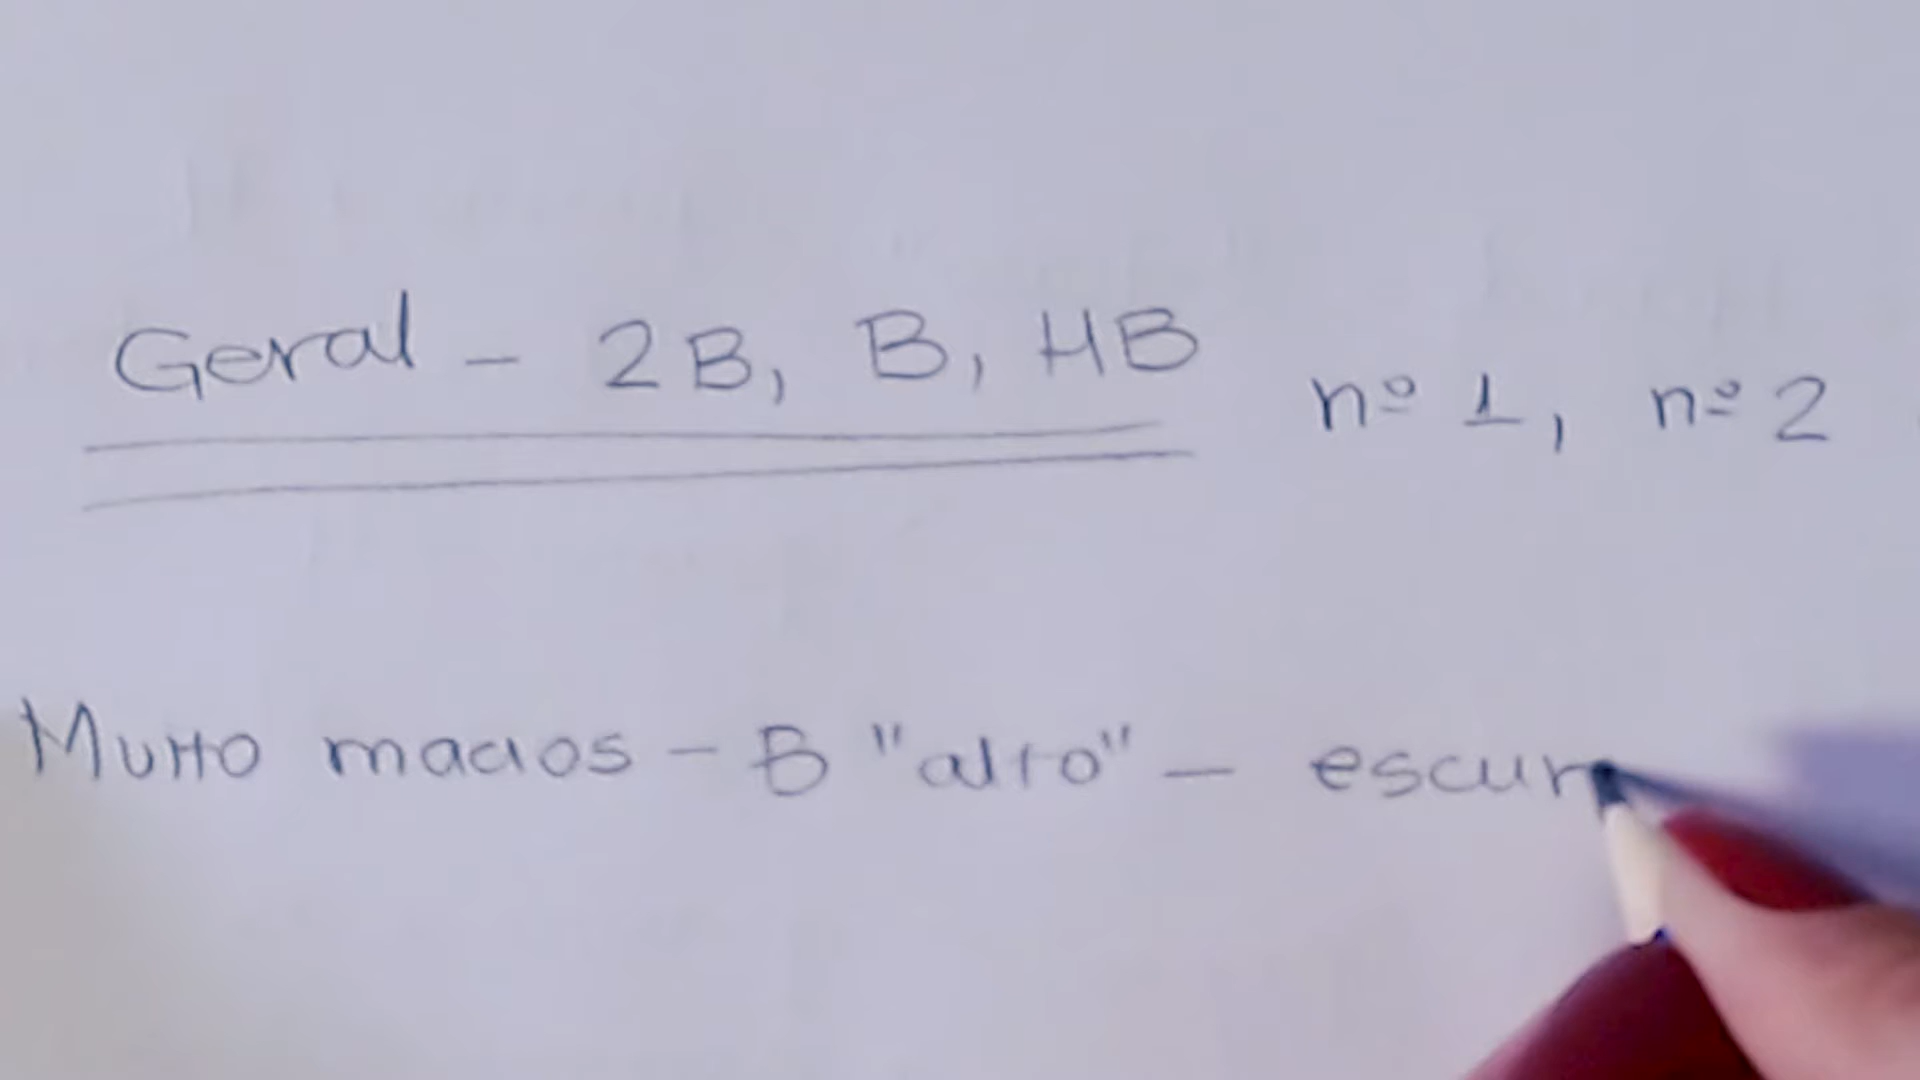 Geral - 2B, B, HB nº 1, nº 2
Muito macios - B "alto" - escur